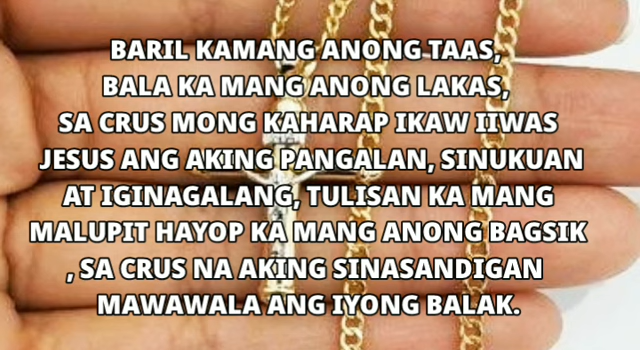 BARIL KAMANG ANONG TAAS,
BALA KA MANG ANONG LAKAS,
SA CRUS MONG KAHARAP IKAW IIWAS
JESUS ANG AKING PANGALAN, SINUKUAN
AT IGINAGALANG, TULISAN KA MANG
MALUPIT HAYOP KA MANG ANONG BAGSIK
, SA CRUS NA AKING SINASANDIGAN
MAWAWALA ANG IYONG BALAK.